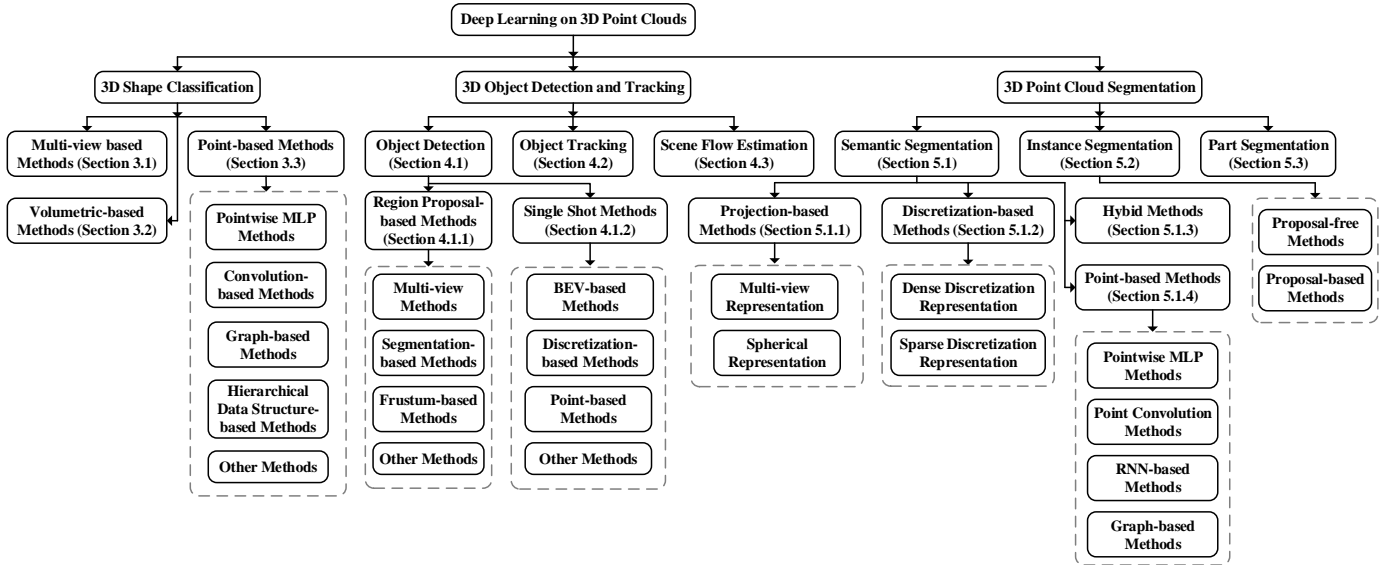 Deep Learning on 3D Point Clouds
3D Shape Classification
3D Object Detection and Tracking
3D Point Cloud Segmentation
Multi-view based
Methods (Section 3.1)
Point-based Methods
(Section 3.3)
Object Detection
(Section 4.1)
Object Tracking
(Section 4.2)
Scene Flow Estimation
(Section 4.3)
Semantic Segmentation
(Section 5.1)
Instance Segmentation
(Section 5.2)
Part Segmentation
(Section 5.3)
Volumetric-based
Methods (Section 3.2)
Pointwise MLP
Methods
Convolution-
based Methods
Graph-based
Methods
Hierarchical
Data Structure-
based Methods
Other Methods
Region Proposal-
based Methods
(Section 4.1.1)
Multi-view
Methods
Segmentation-
based Methods
Frustum-based
Methods
Other Methods
Single Shot Methods
(Section 4.1.2)
BEV-based
Methods
Discretization-
based Methods
Point-based
Methods
Other Methods
Projection-based
Methods (Section 5.1.1)
Multi-view
Representation
Spherical
Representation
Discretization-based
Methods (Section 5.1.2)
Dense Discretization
Representation
Sparse Discretization
Representation
Hybid Methods
(Section 5.1.3)
Point-based Methods
(Section 5.1.4)
Pointwise MLP
Methods
Point Convolution
Methods
RNN-based
Methods
Graph-based
Methods
Proposal-free
Methods
Proposal-based
Methods